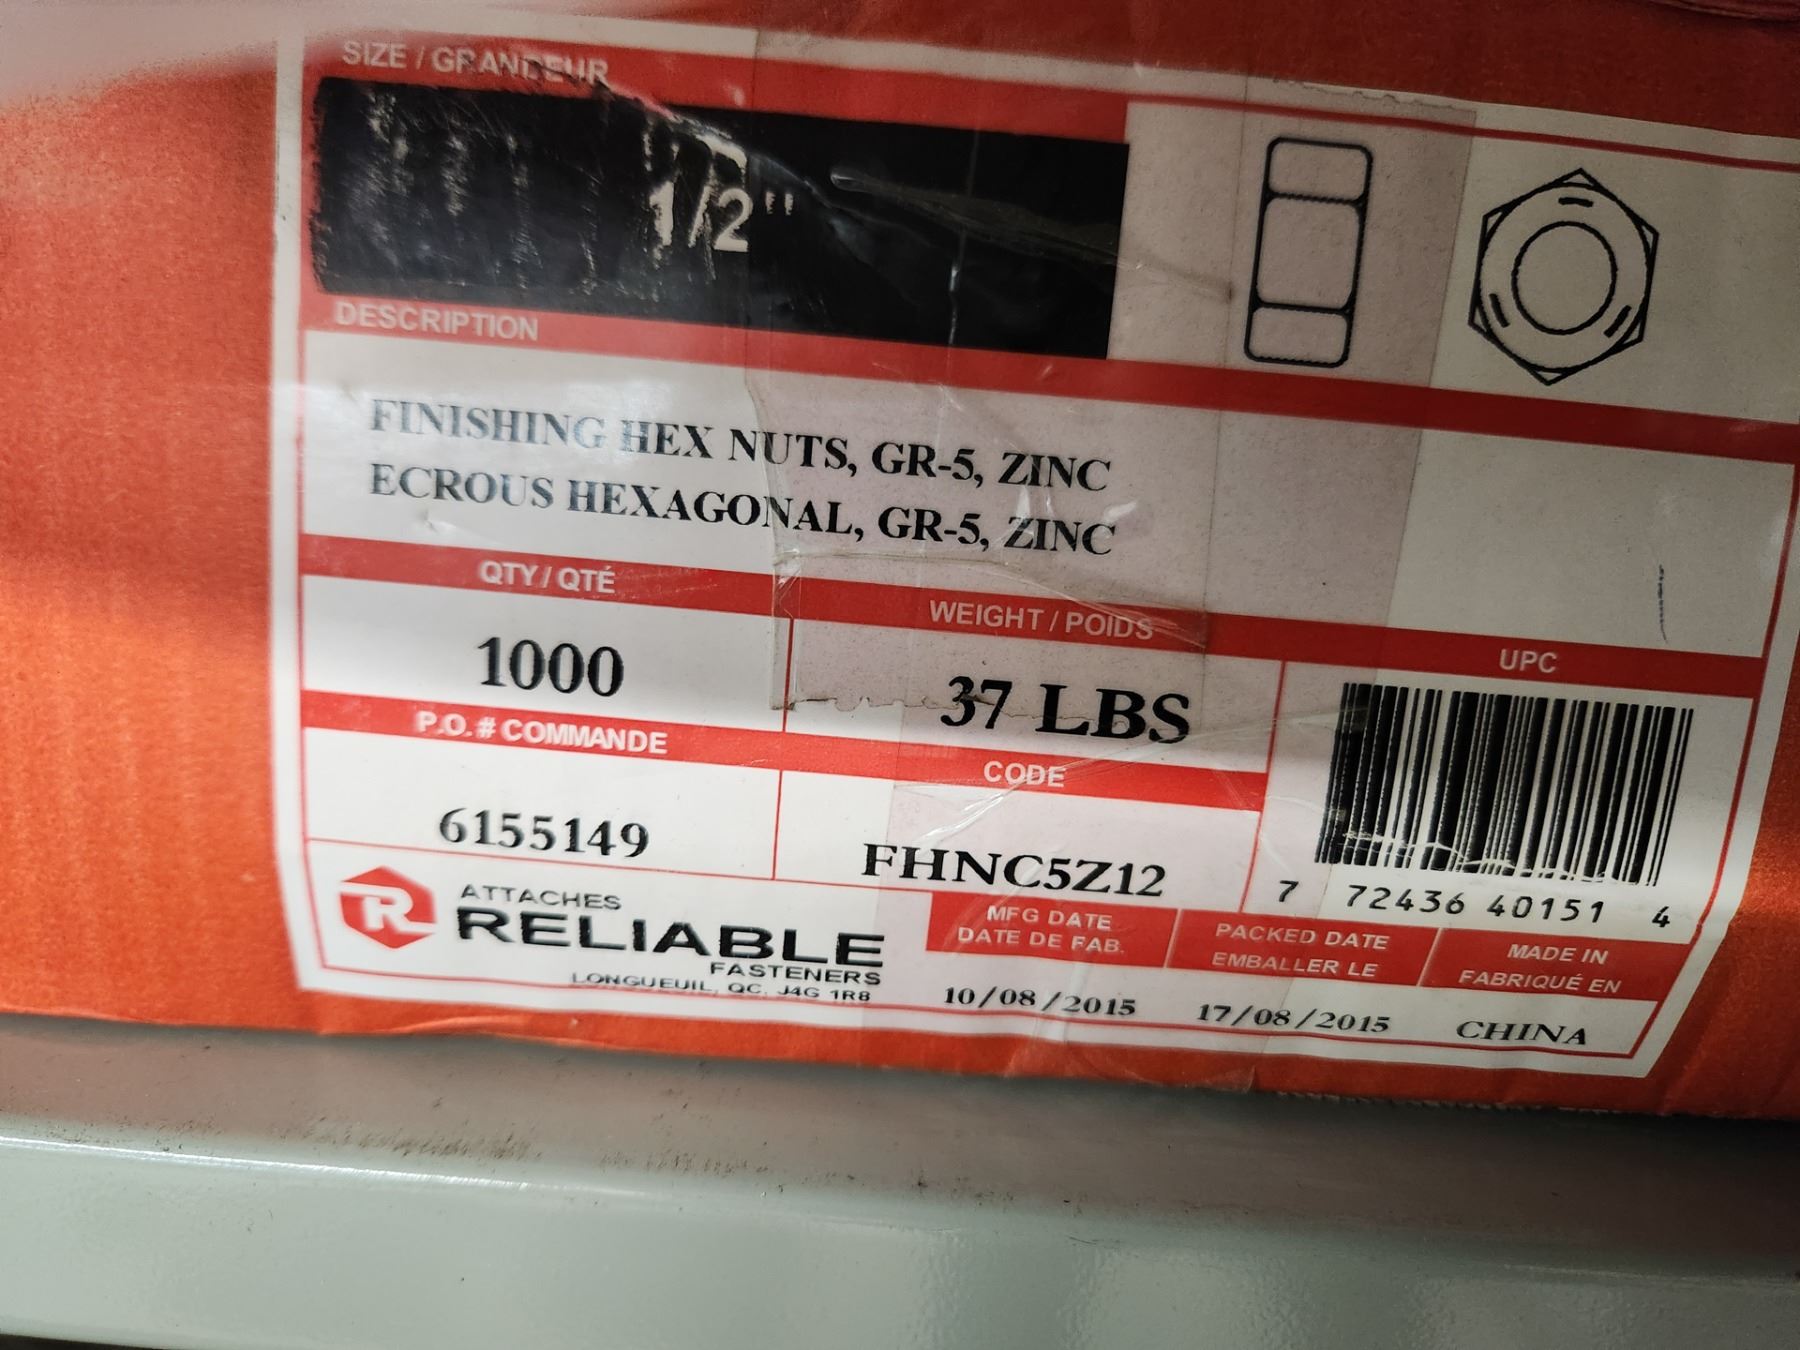 SIZE / GRANDEUR
1/2"
DESCRIPTION
FINISHING HEX NUTS, GR-5, ZINC
ECROUS HEXAGONAL, GR-5, ZINC
QTY / QTÉ
1000
WEIGHT / POIDS
37 LBS
UPC
7 72436 40151 4
P.O. # COMMANDE
6155149
CODE
FHNC5Z12
R
ATTACHES
RELIABLE
FASTENERS
LONGUEUIL, QC, J4G 1R8
MFG DATE
DATE DE FAB.
10/08/2015
PACKED DATE
EMBALLER LE
17/08/2015
MADE IN
FABRIQUÉ EN
CHINA